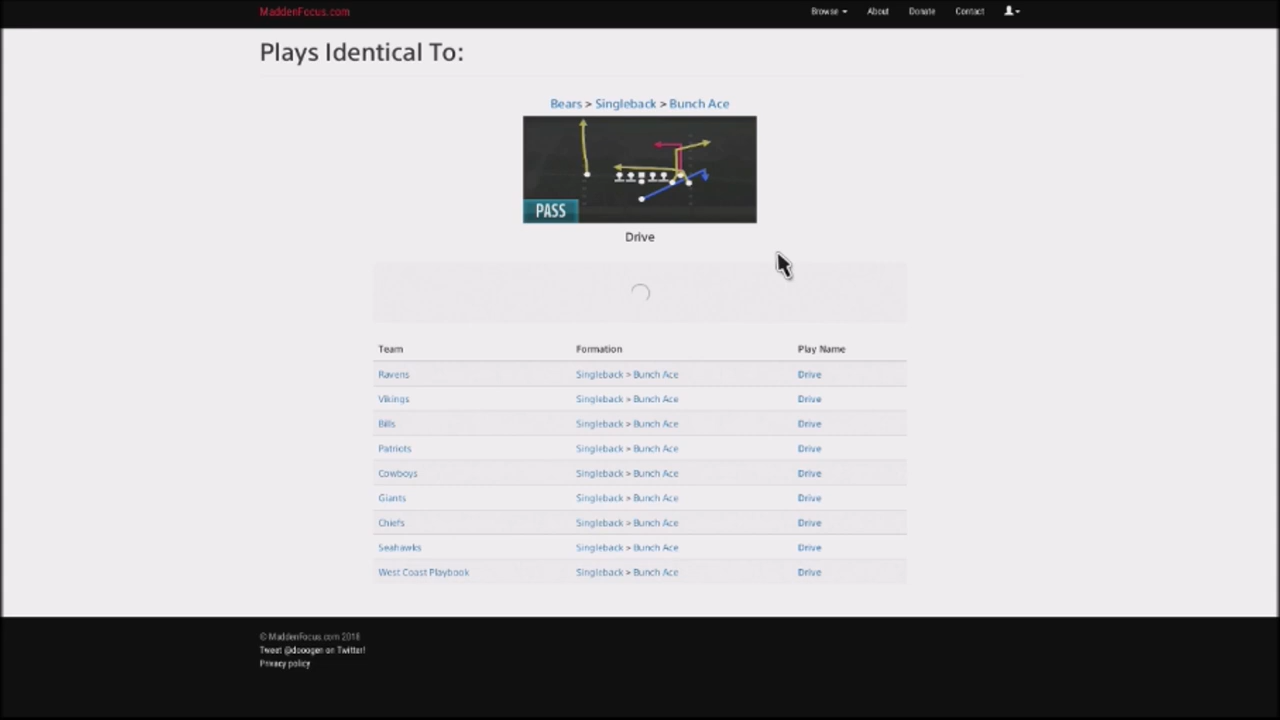 MaddenFocus.com
Browse About Donate Contact
Plays Identical To:
Bears > Singleback > Bunch Ace
PASS
Drive
Team Formation Play Name
Ravens Singleback > Bunch Ace Drive
Vikings Singleback > Bunch Ace Drive
Bills Singleback > Bunch Ace Drive
Patriots Singleback > Bunch Ace Drive
Cowboys Singleback > Bunch Ace Drive
Giants Singleback > Bunch Ace Drive
Chiefs Singleback > Bunch Ace Drive
Seahawks Singleback > Bunch Ace Drive
West Coast Playbook Singleback > Bunch Ace Drive
© MaddenFocus.com 2018
Tweet @dooogen on Twitter!
Privacy policy